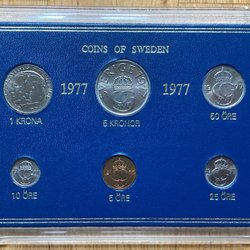 COINS OF SWEDEN
1977 1977
1 KRONA
5 KRONOR
50 ÖRE
10 ÖRE
5 ÖRE
25 ÖRE